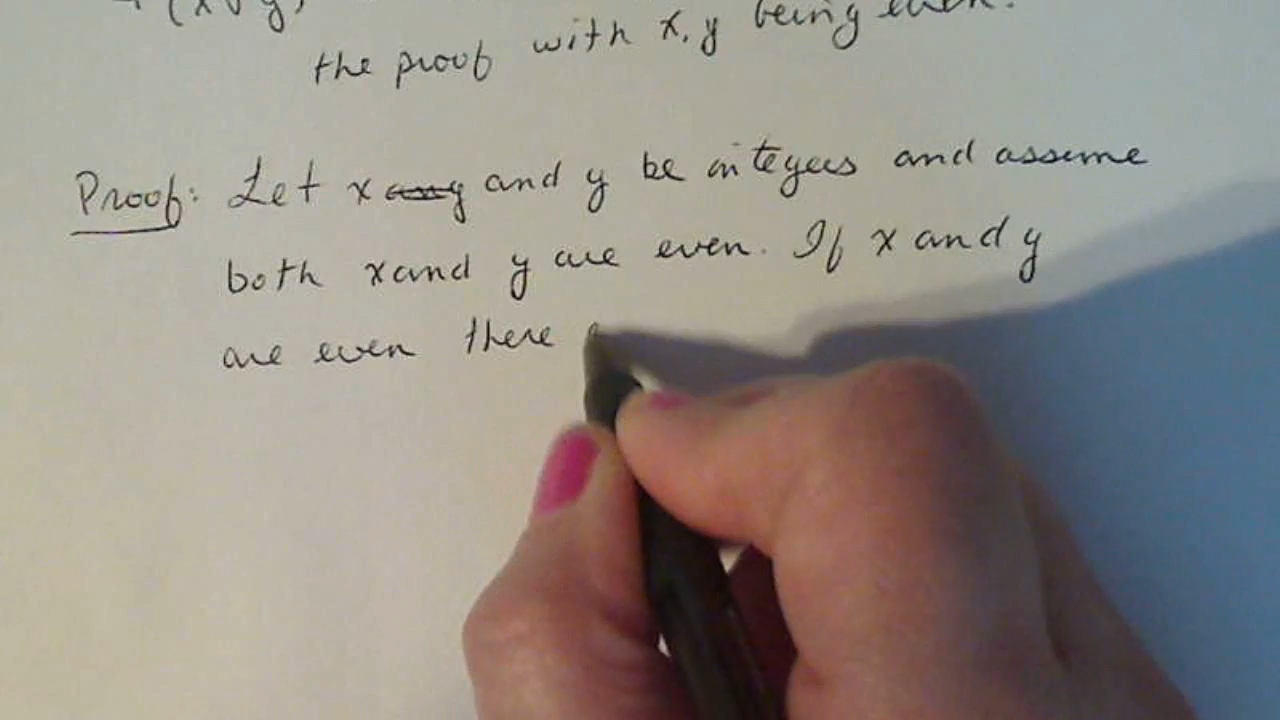 (x y)
the proof with x, y being even.
Proof: Let x and y be integers and assume
both x and y are even. If x and y
are even there